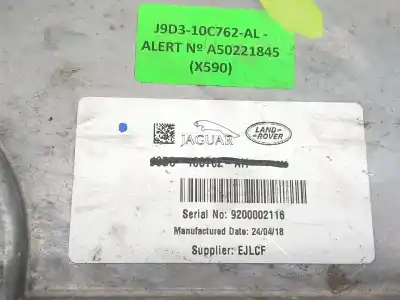 J9D3-10C762-AL -
ALERT Nº A50221845
(X590)
JAGUAR
LAND
ROVER
Serial No: 9200002116
Manufactured Date: 24/04/18
Supplier: EJLCF